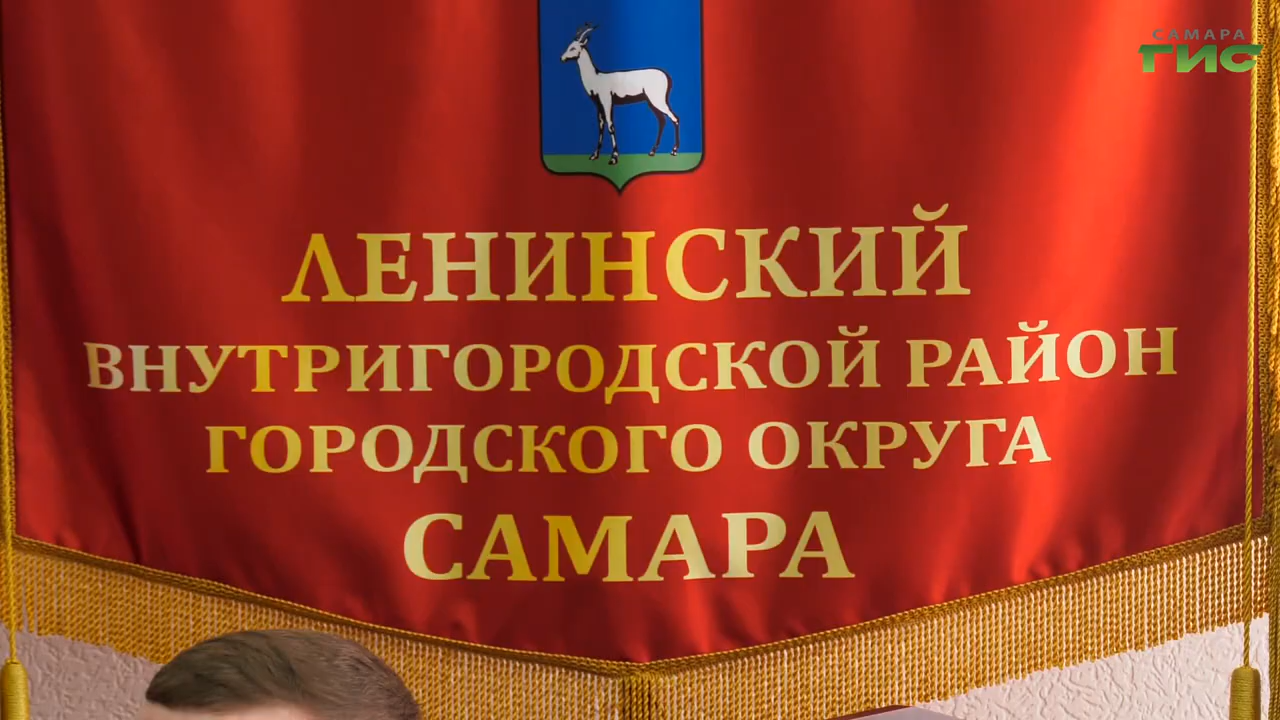 САМАРА
ГИС
ЛЕНИНСКИЙ
ВНУТРИГОРОДСКОЙ РАЙОН
ГОРОДСКОГО ОКРУГА
САМАРА